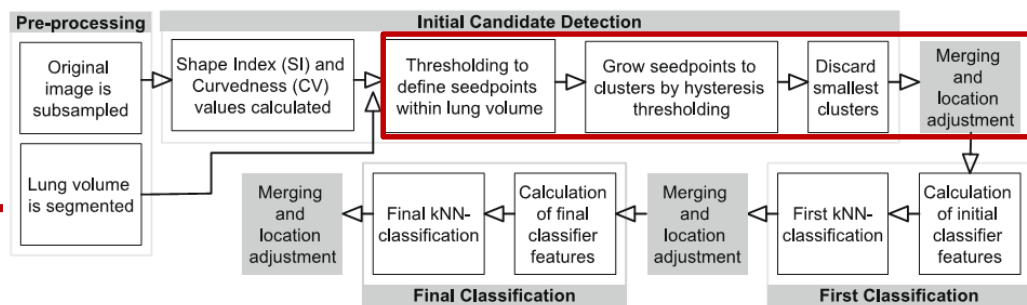 Pre-processing
Initial Candidate Detection
Original
image is
subsampled
Shape Index (SI) and
Curvedness (CV)
values calculated
Thresholding to
define seedpoints
within lung volume
Grow seedpoints to
clusters by hysteresis
thresholding
Discard
smallest
clusters
Merging
and
location
adjustment
Lung volume
is segmented
Merging
and
location
adjustment
Final kNN-
classification
Calculation
of final
classifier
features
Merging
and
location
adjustment
First kNN-
classification
Calculation
of initial
classifier
features
Final Classification
First Classification